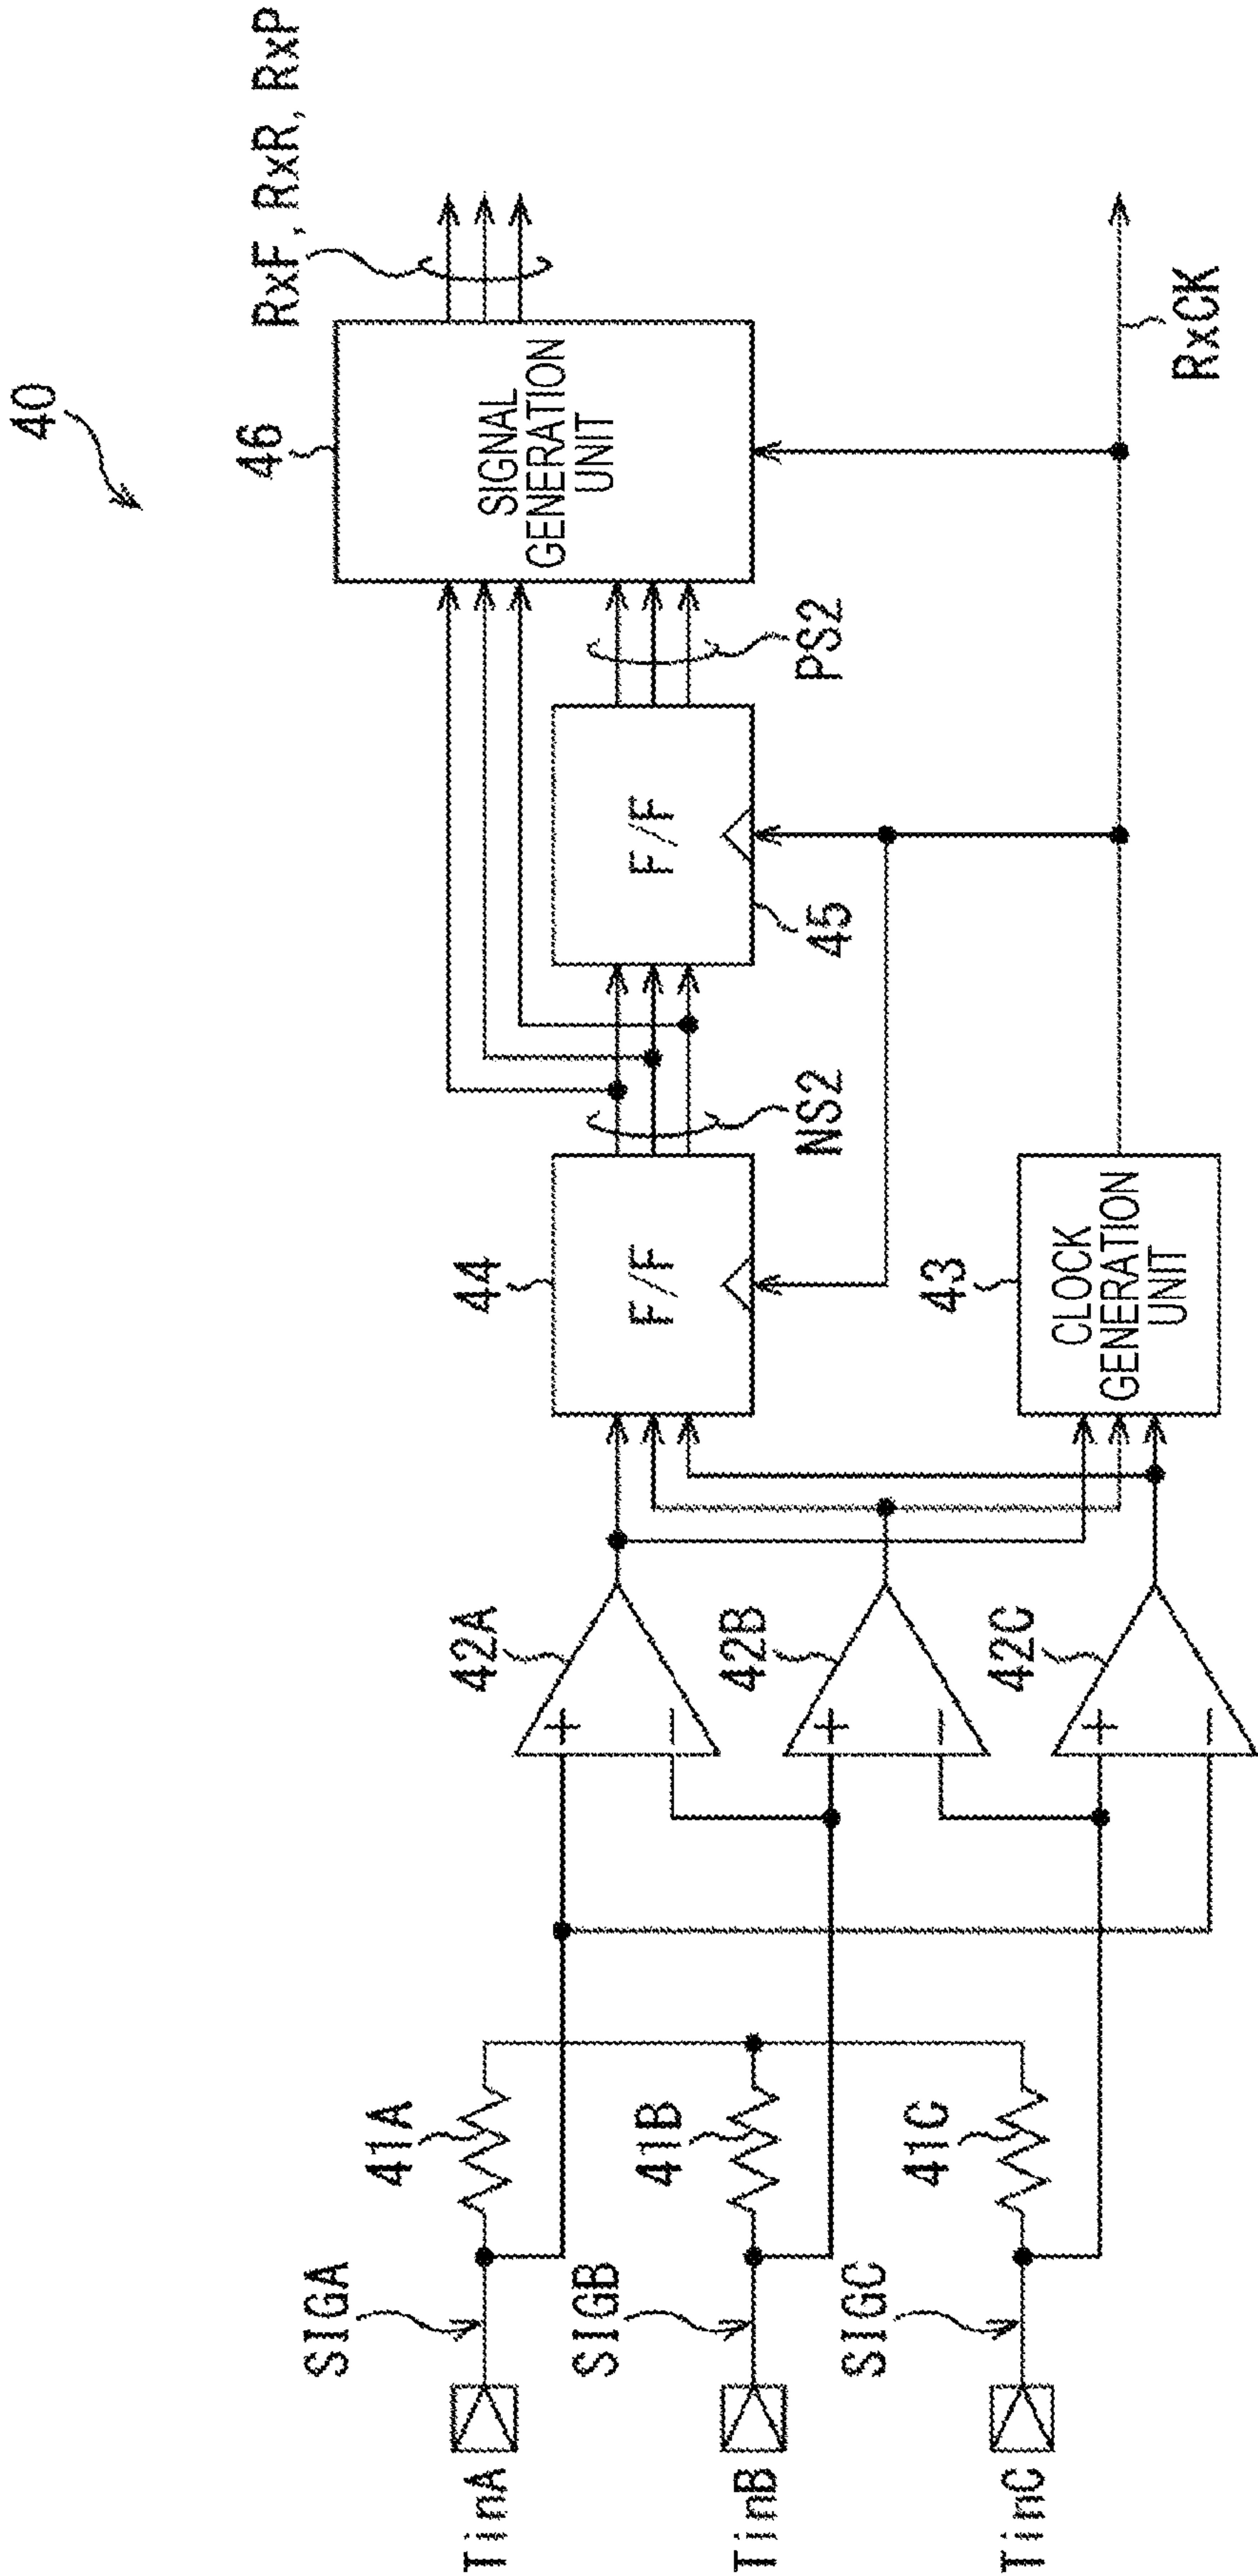 40
RxF, RxR, RxP
46
SIGNAL
GENERATION
UNIT
RxCK
PS2
F/F
45
NS2
44
F/F
43
CLOCK
GENERATION
UNIT
42A
+
−
42B
+
−
42C
+
−
41A
41B
41C
SIGA
SIGB
SIGC
TinA
TinB
TinC